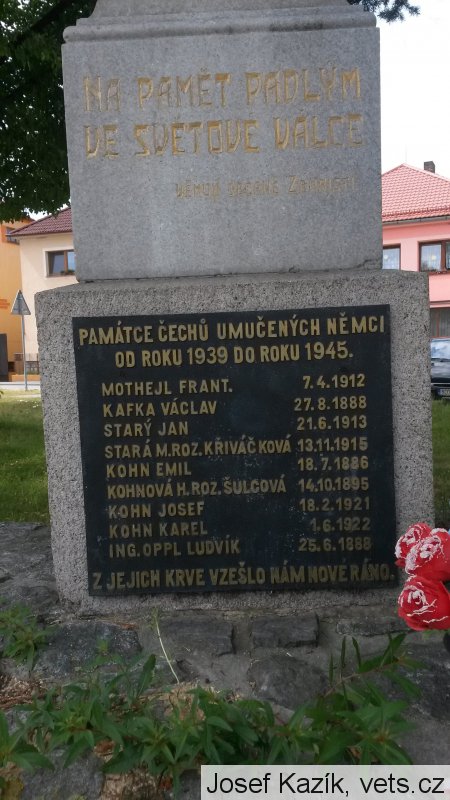 NA PAMĚT PADLÝM
VE SVĚTOVÉ VÁLCE
PAMÁTCE ČECHŮ UMUČENÝCH NĚMCI
OD ROKU 1939 DO ROKU 1945.
MOTHEJL FRANT. 7.4.1912
KAFKA VÁCLAV 27.8.1888
STARÝ JAN 21.6.1913
STARÁ M. ROZ. KŘIVÁČKOVÁ 13.11.1915
KOHN EMIL 18.7.1886
KOHNOVÁ H. ROZ. ŠULCOVÁ 14.10.1895
KOHN JOSEF 18.2.1921
KOHN KAREL 1.6.1922
ING. OPPL LUDVÍK 25.6.1888
Z JEJICH KRVE VZEŠLO NÁM NOVÉ RÁNO.
Josef Kazík, vets.cz